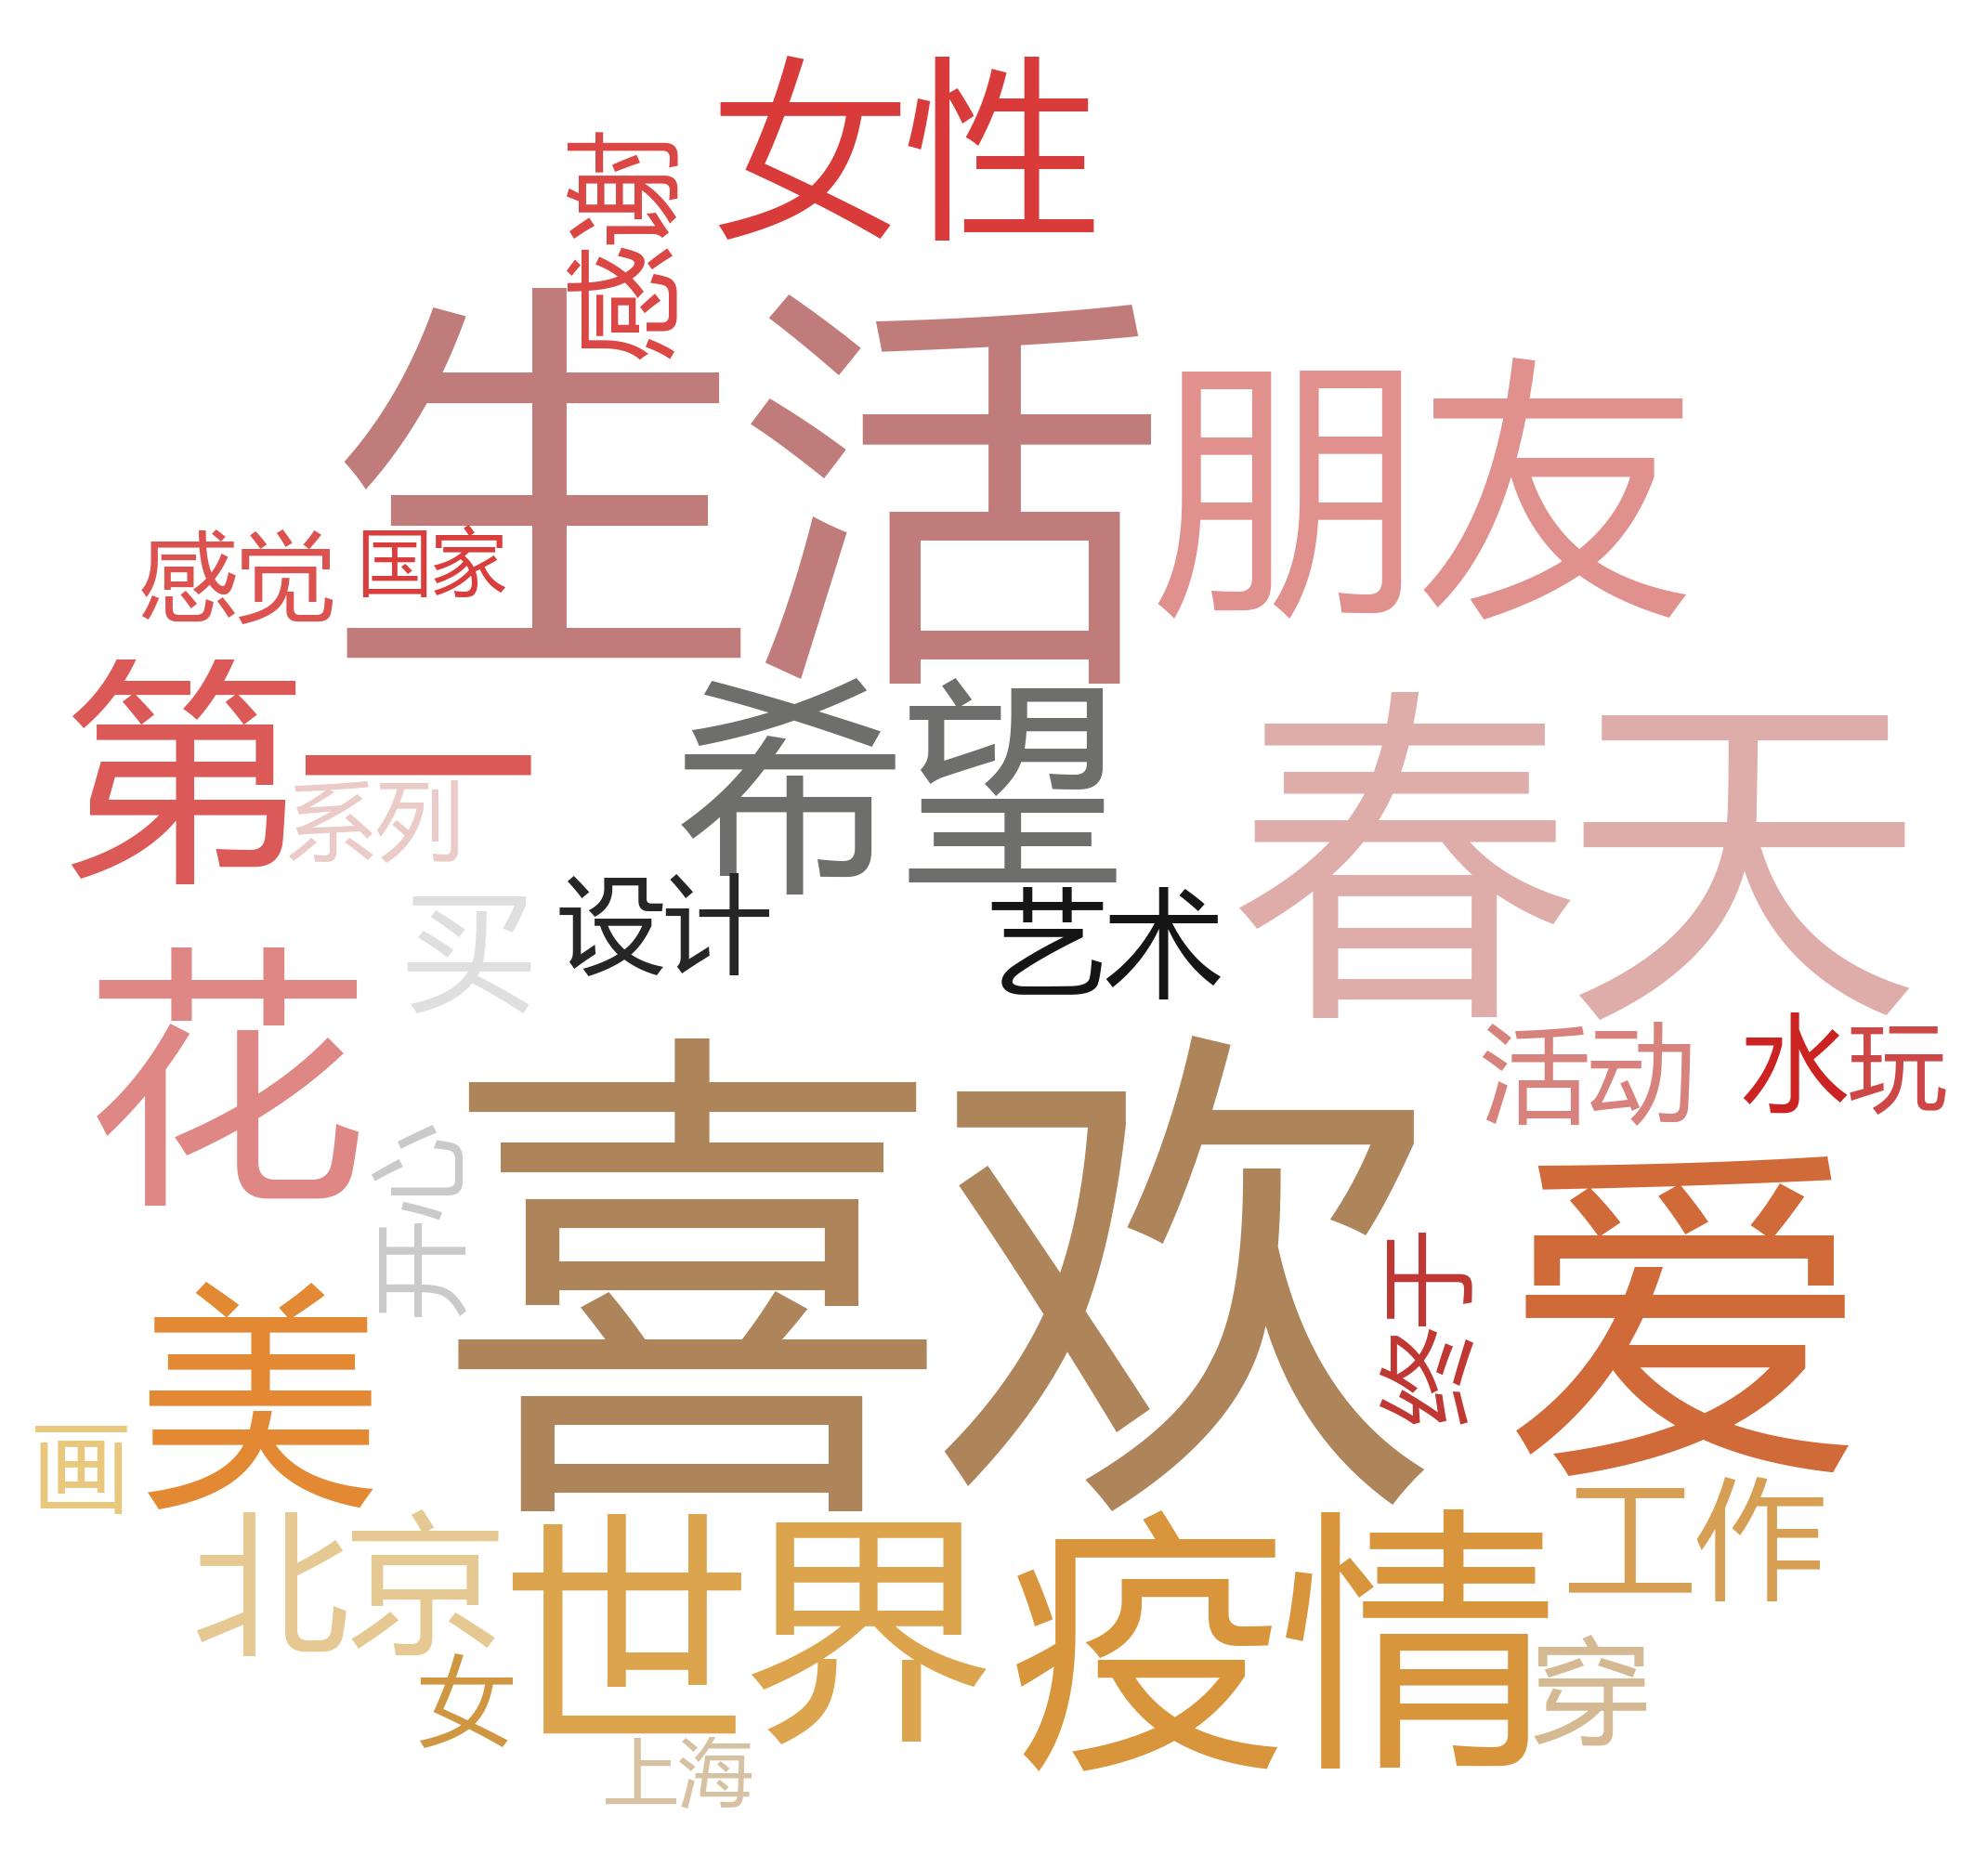 女性
感谢
生活
朋友
感觉
国家
第一
系列
希望
春天
买
设计
艺术
花
活动
水
玩
开心
喜欢
终于
爱
美
画
北京
世界
疫情
工作
女
穿
上海